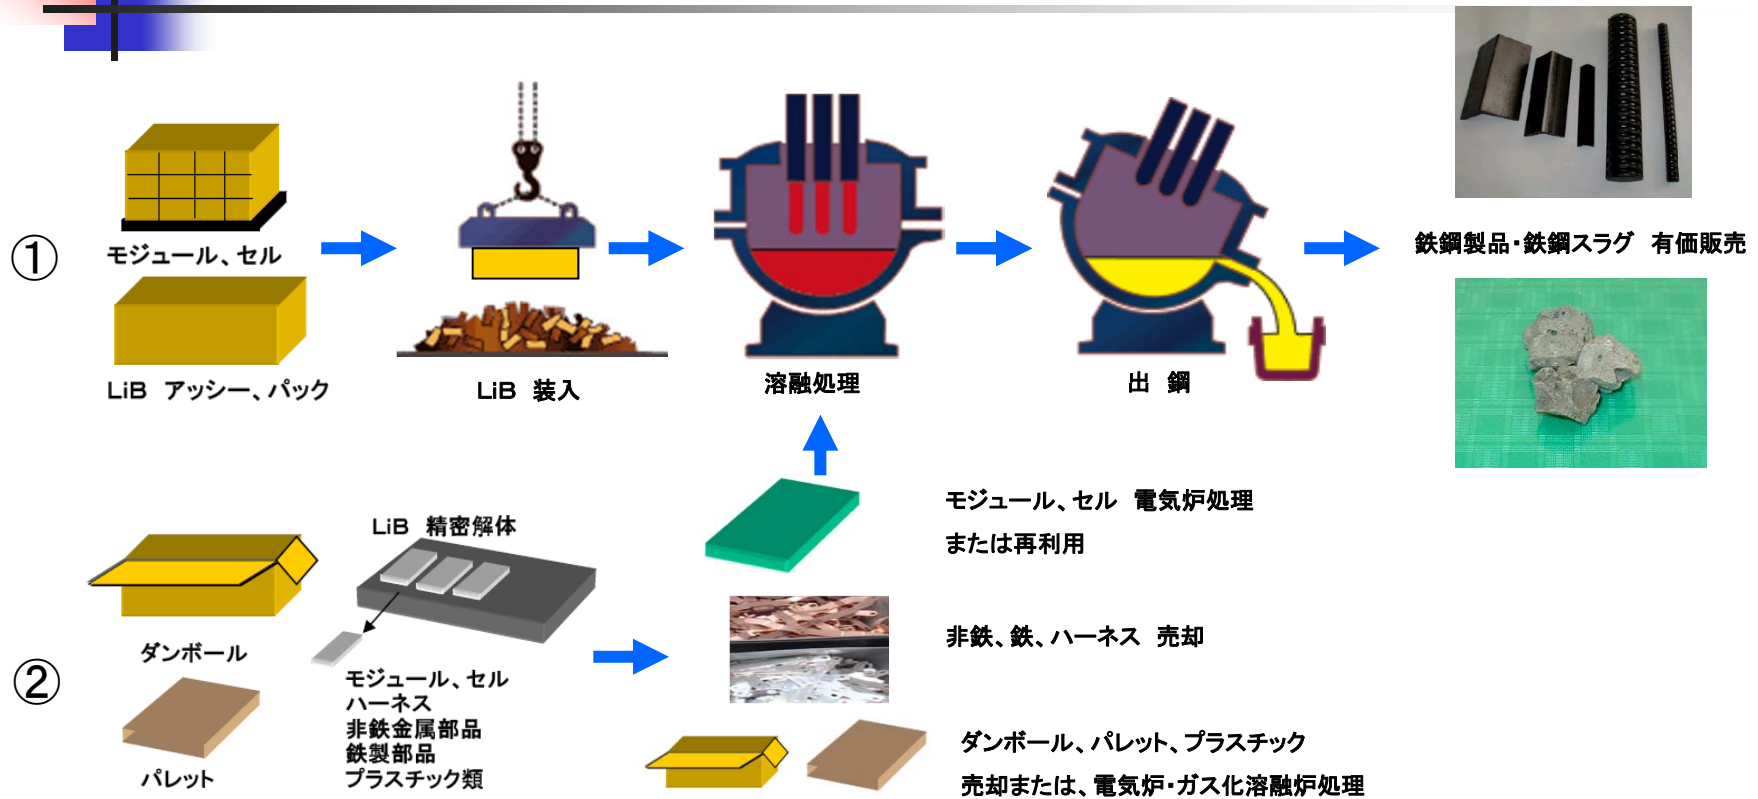 ①
モジュール、セル
LiB アッシー、パック
LiB 装入
溶融処理
出 鋼
鉄鋼製品・鉄鋼スラグ 有価販売
②
ダンボール
パレット
LiB 精密解体
モジュール、セル
ハーネス
非鉄金属部品
鉄製部品
プラスチック類
モジュール、セル 電気炉処理
または再利用
非鉄、鉄、ハーネス 売却
ダンボール、パレット、プラスチック
売却または、電気炉・ガス化溶融炉処理